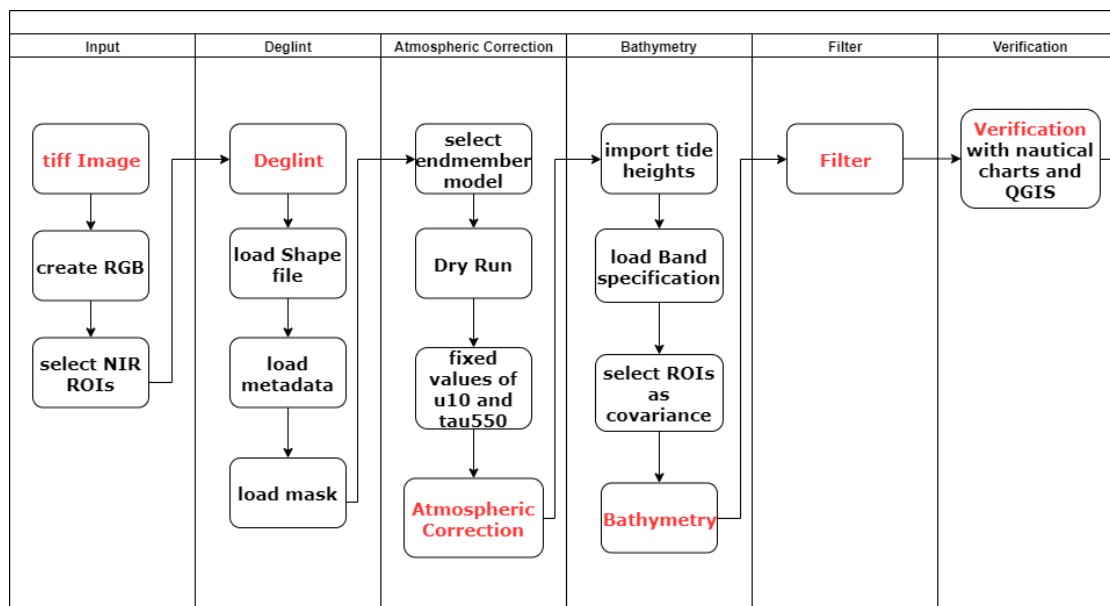 Input
Deglint
Atmospheric Correction
Bathymetry
Filter
Verification
tiff Image
create RGB
select NIR
ROIs
Deglint
load Shape
file
load
metadata
load mask
select
endmember
model
Dry Run
fixed
values of
u10 and
tau550
Atmospheric
Correction
import tide
heights
load Band
specification
select ROIs
as
covariance
Bathymetry
Filter
Verification
with nautical
charts and
QGIS